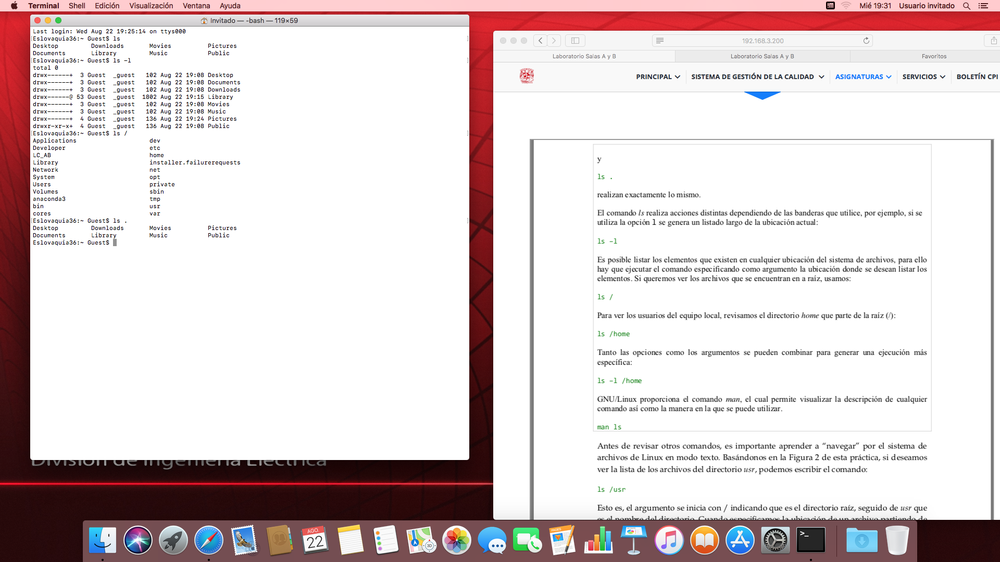 Terminal Shell Edición Visualización Ventana Ayuda
Mié 19:31 Usuario invitado
Invitado — -bash — 119×59
Last login: Wed Aug 22 19:25:14 on ttys000
[Eslovaquia36:~ Guest$ ls ]
Desktop Downloads Movies Pictures
Documents Library Music Public
[Eslovaquia36:~ Guest$ ls -l ]
total 0
drwx------+ 3 Guest _guest 102 Aug 22 19:08 Desktop
drwx------+ 3 Guest _guest 102 Aug 22 19:08 Documents
drwx------+ 3 Guest _guest 102 Aug 22 19:08 Downloads
drwx------@ 53 Guest _guest 1802 Aug 22 19:15 Library
drwx------+ 3 Guest _guest 102 Aug 22 19:08 Movies
drwx------+ 3 Guest _guest 102 Aug 22 19:08 Music
drwx------+ 4 Guest _guest 136 Aug 22 19:24 Pictures
drwxr-xr-x+ 4 Guest _guest 136 Aug 22 19:08 Public
[Eslovaquia36:~ Guest$ ls / ]
Applications dev
Developer etc
LC_AB home
Library installer.failurerequests
Network net
System opt
Users private
Volumes sbin
anaconda3 tmp
bin usr
cores var
[Eslovaquia36:~ Guest$ ls . ]
Desktop Downloads Movies Pictures
Documents Library Music Public
Eslovaquia36:~ Guest$
División de Ingeniería Eléctrica
192.168.3.200
Laboratorio Salas A y B Laboratorio Salas A y B Favoritos
PRINCIPAL SISTEMA DE GESTIÓN DE LA CALIDAD ASIGNATURAS SERVICIOS BOLETÍN CPI
y
ls .
realizan exactamente lo mismo.
El comando ls realiza acciones distintas dependiendo de las banderas que utilice, por ejemplo, si se
utiliza la opción l se genera un listado largo de la ubicación actual:
ls -l
Es posible listar los elementos que existen en cualquier ubicación del sistema de archivos, para ello
hay que ejecutar el comando especificando como argumento la ubicación donde se desean listar los
elementos. Si queremos ver los archivos que se encuentran en a raíz, usamos:
ls /
Para ver los usuarios del equipo local, revisamos el directorio home que parte de la raíz (/):
ls /home
Tanto las opciones como los argumentos se pueden combinar para generar una ejecución más
específica:
ls -l /home
GNU/Linux proporciona el comando man, el cual permite visualizar la descripción de cualquier
comando así como la manera en la que se puede utilizar.
man ls
Antes de revisar otros comandos, es importante aprender a “navegar” por el sistema de
archivos de Linux en modo texto. Basándonos en la Figura 2 de esta práctica, si deseamos
ver la lista de los archivos del directorio usr, podemos escribir el comando:
ls /usr
Esto es, el argumento se inicia con / indicando que es el directorio raíz, seguido de usr que
es el nombre del directorio. Cuando especificamos la ubicación de un archivo partiendo de
AGO.
22
PAGES
3D
>_